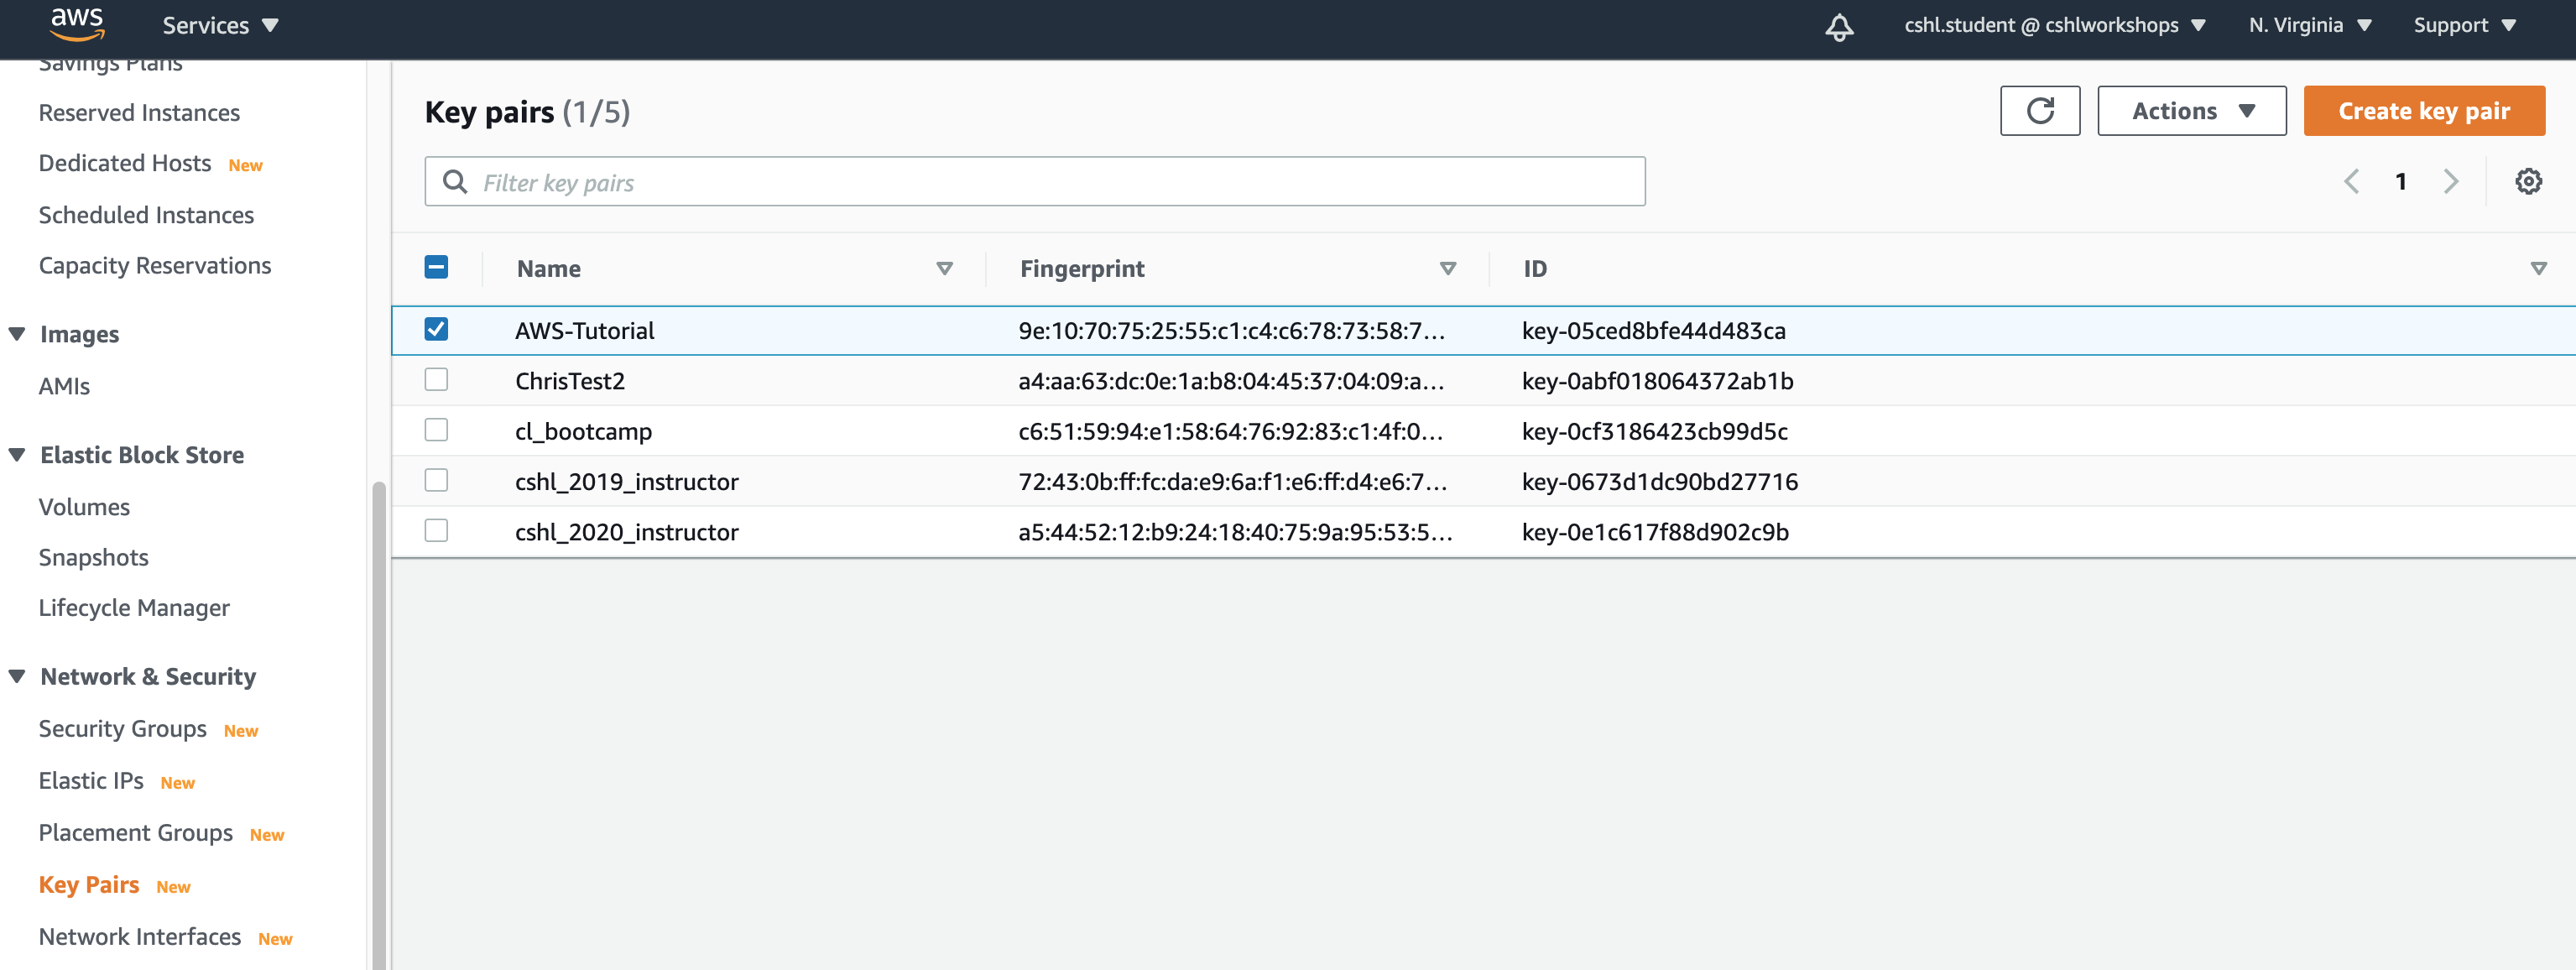 aws Services cshl.student @ cshlworkshops N. Virginia Support
Savings Plans
Reserved Instances
Dedicated Hosts New
Scheduled Instances
Capacity Reservations
Images
AMIs
Elastic Block Store
Volumes
Snapshots
Lifecycle Manager
Network & Security
Security Groups New
Elastic IPs New
Placement Groups New
Key Pairs New
Network Interfaces New
Key pairs (1/5) Actions Create key pair
Filter key pairs 1
Name Fingerprint ID
AWS-Tutorial 9e:10:70:75:25:55:c1:c4:c6:78:73:58:7... key-05ced8bfe44d483ca
ChrisTest2 a4:aa:63:dc:0e:1a:b8:04:45:37:04:09:a... key-0abf018064372ab1b
cl_bootcamp c6:51:59:94:e1:58:64:76:92:83:c1:4f:0... key-0cf3186423cb99d5c
cshl_2019_instructor 72:43:0b:ff:fc:da:e9:6a:f1:e6:ff:d4:e6:7... key-0673d1dc90bd27716
cshl_2020_instructor a5:44:52:12:b9:24:18:40:75:9a:95:53:5... key-0e1c617f88d902c9b